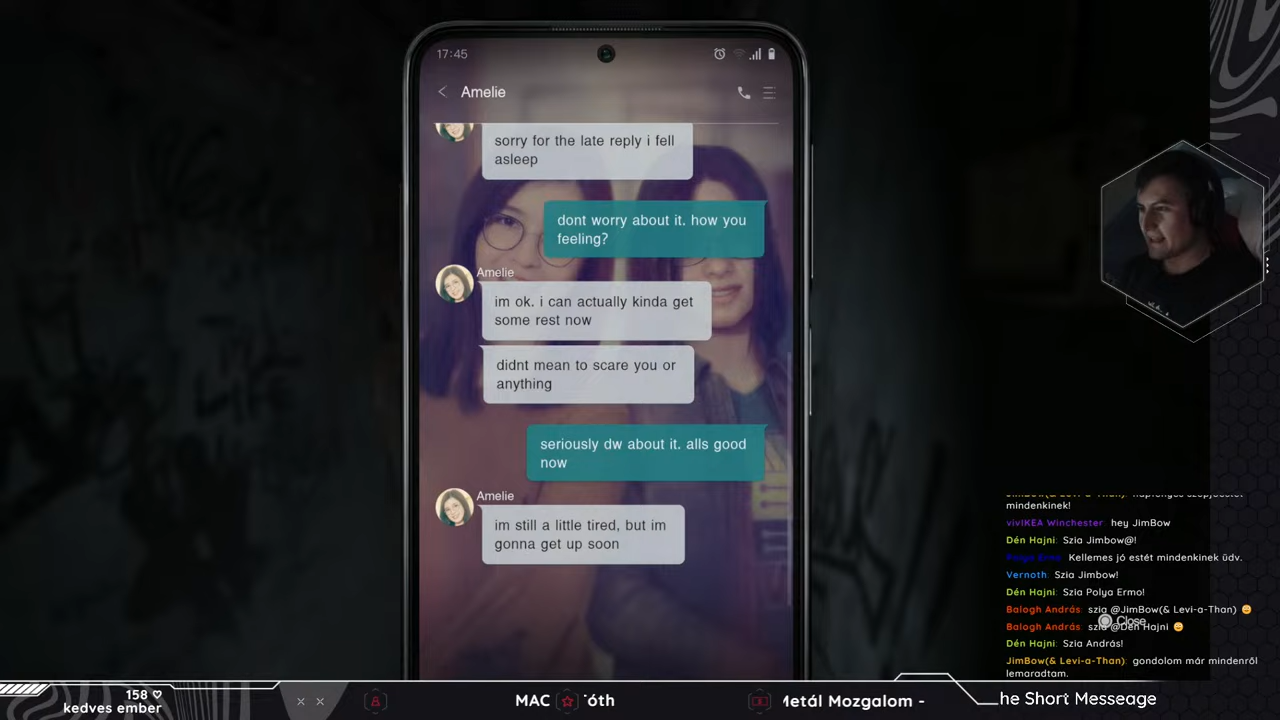 17:45
Amelie
sorry for the late reply i fell
asleep
dont worry about it. how you
feeling?
Amelie
im ok. i can actually kinda get
some rest now
didnt mean to scare you or
anything
seriously dw about it. alls good
now
Amelie
im still a little tired, but im
gonna get up soon
mindenkinek!
vivIKEA Winchester: hey JimBow
Dén Hajni: Szia Jimbow@!
Polya Ermo: Kellemes jó estét mindenkinek üdv.
Vernoth: Szia Jimbow!
Dén Hajni: Szia Polya Ermo!
Balogh András: szia @JimBow(& Levi-a-Than)
Balogh András: szia @Dén Hajni
Close
Dén Hajni: Szia András!
JimBow(& Levi-a-Than): gondolom már mindenről
lemaradtam.
158
kedves ember
MAC óth
Metál Mozgalom -
he Short Messeage